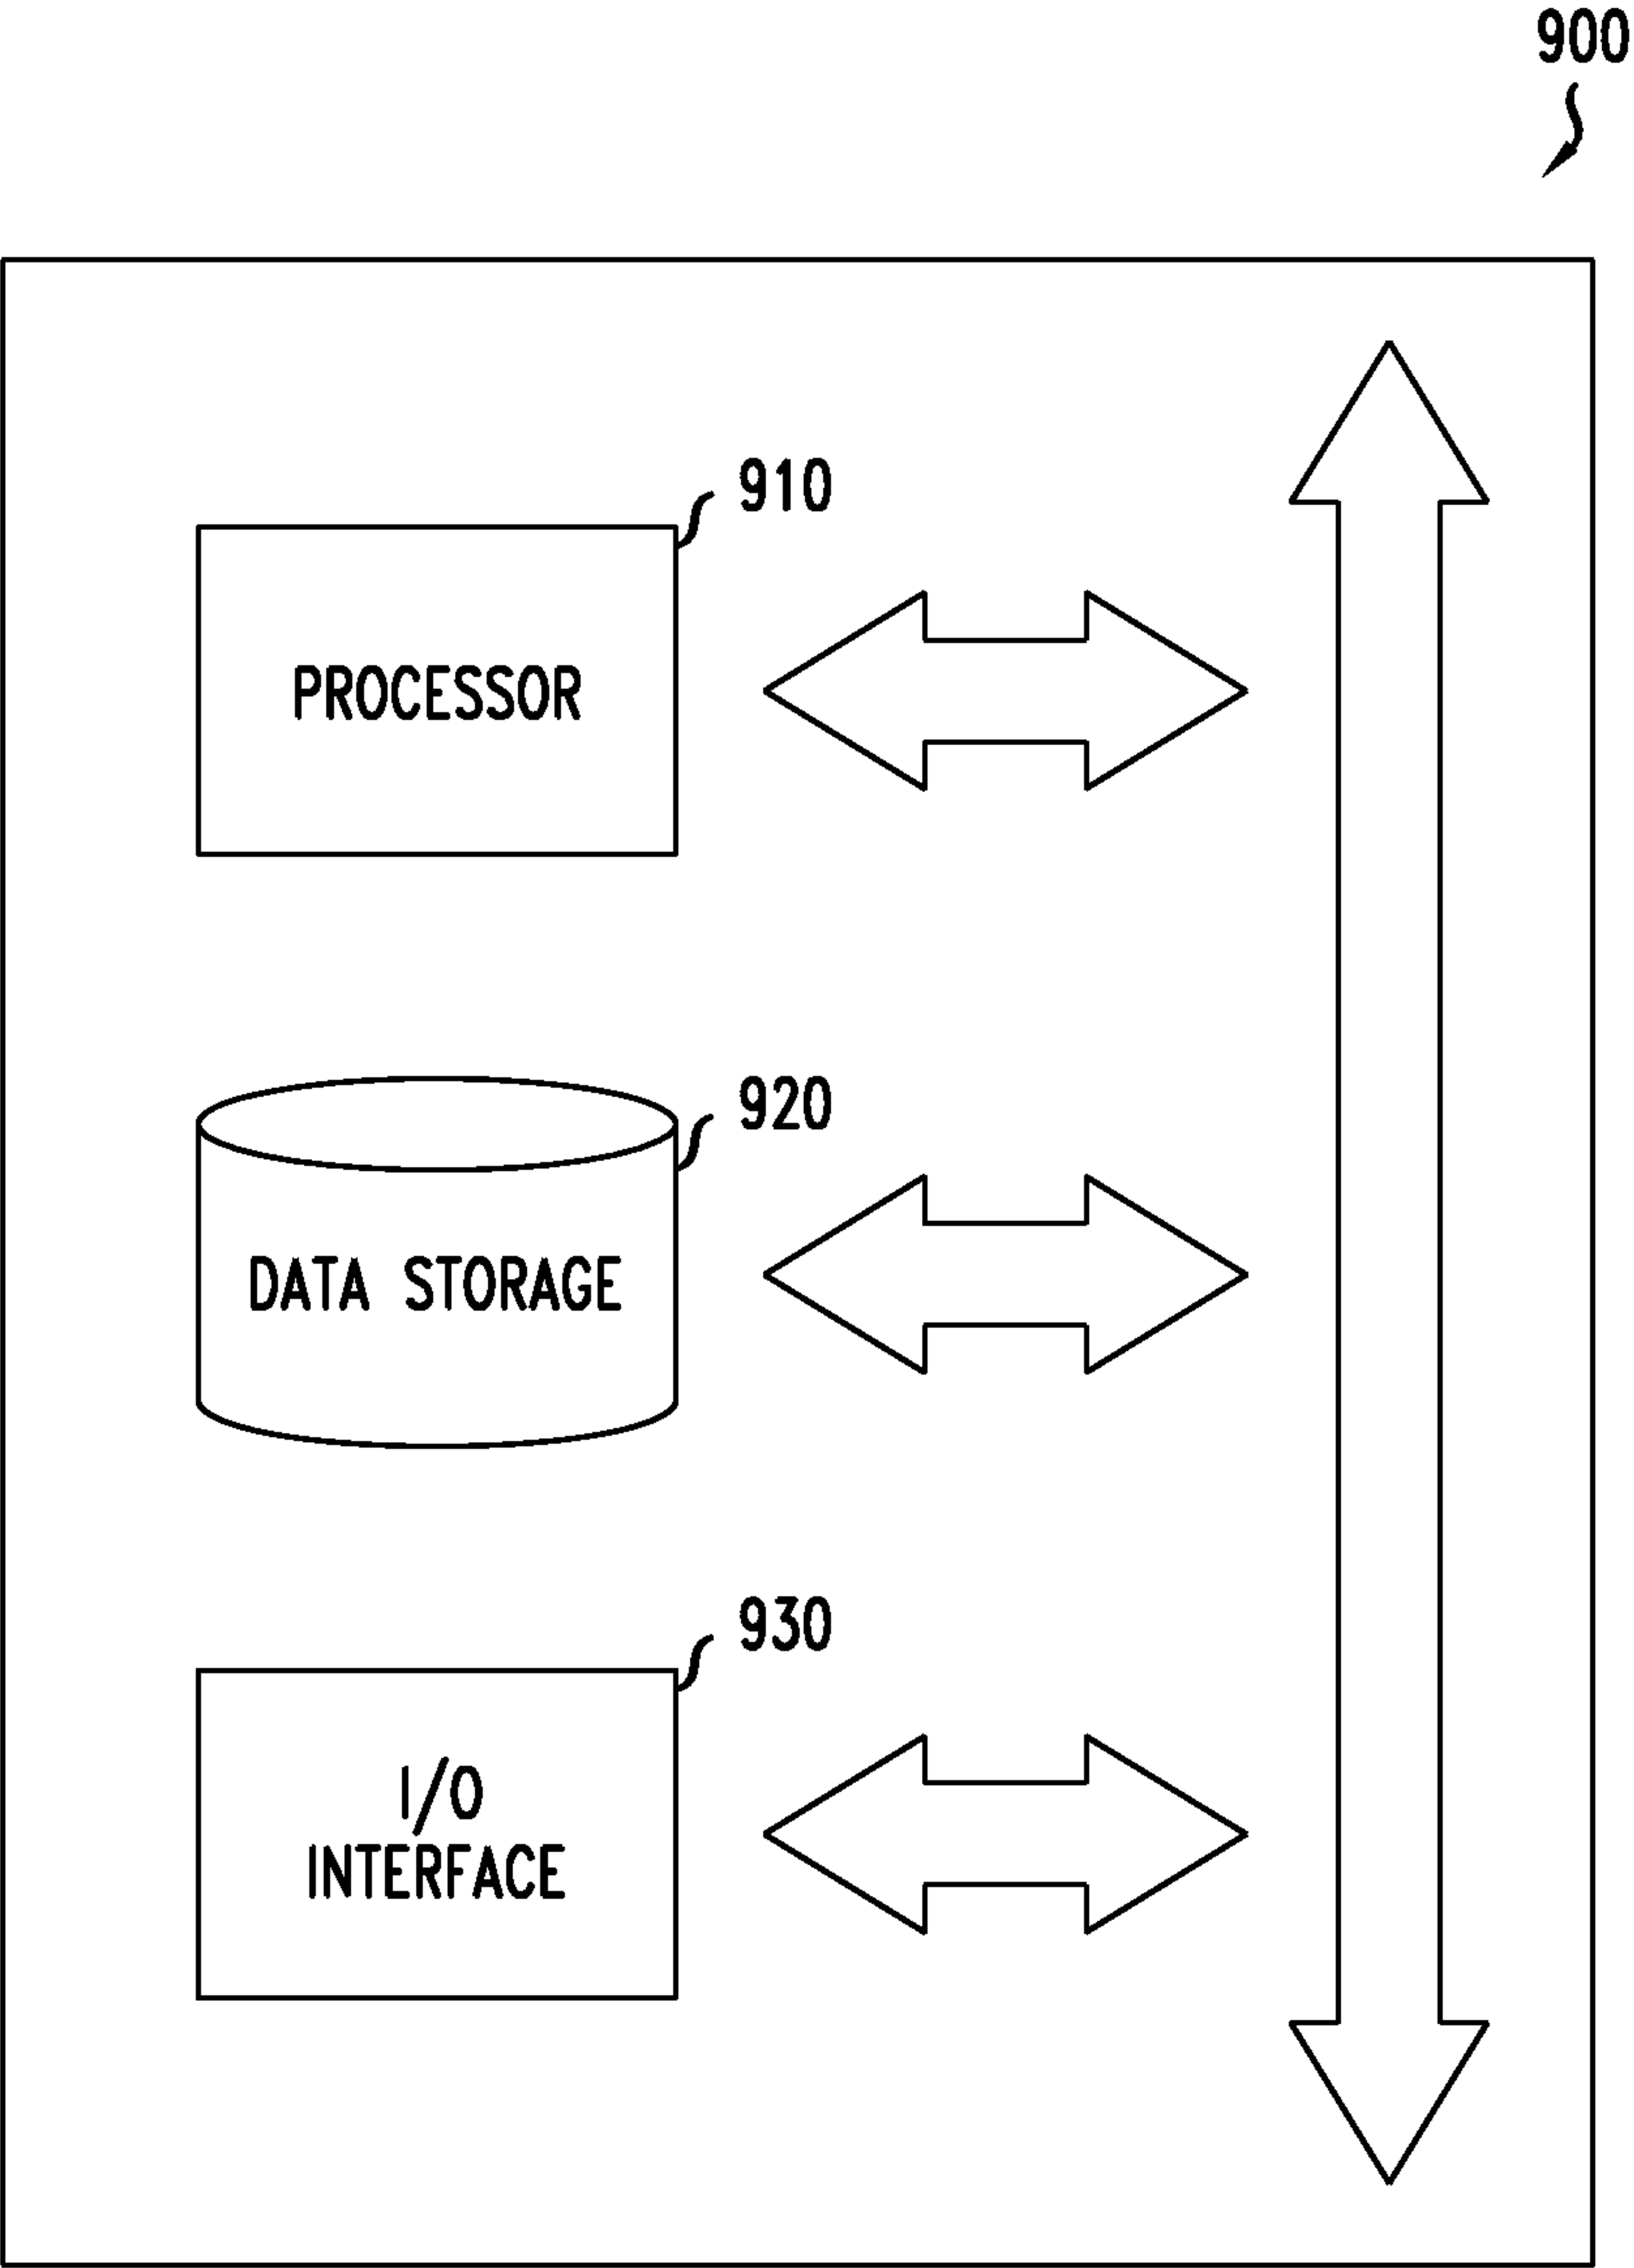 900
910
PROCESSOR
920
DATA STORAGE
930
I/O
INTERFACE